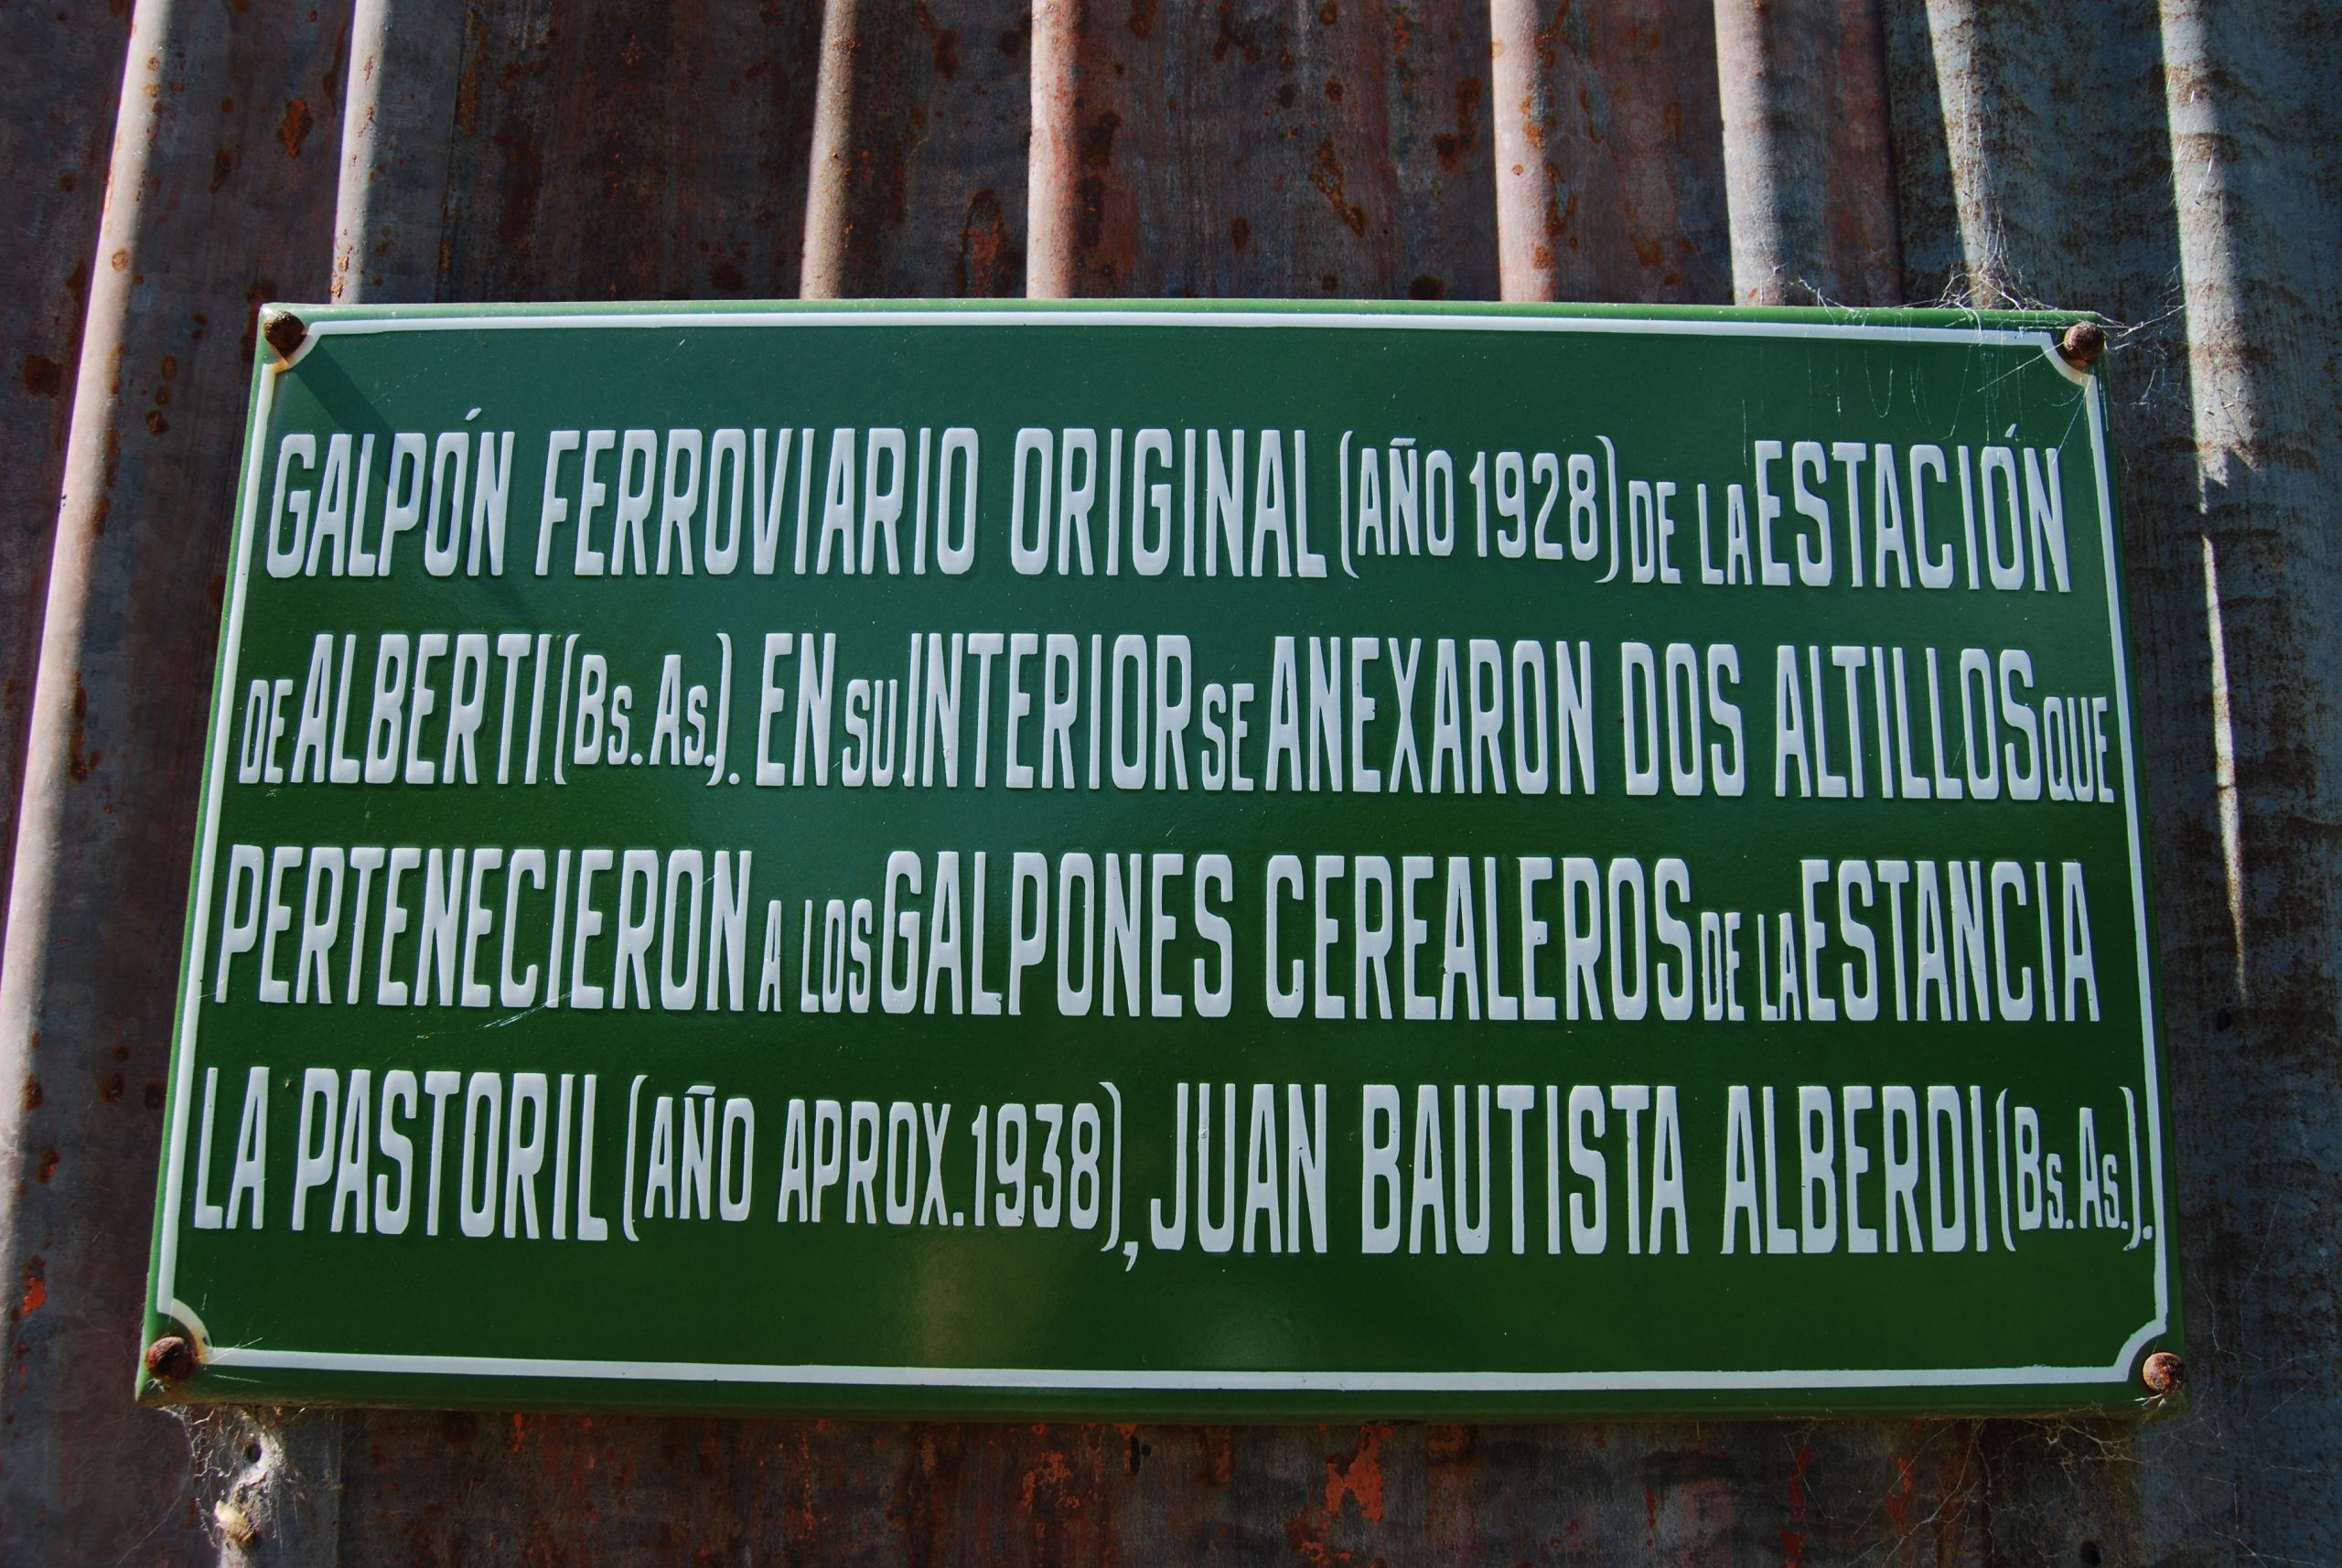 GALPÓN FERROVIARIO ORIGINAL (AÑO 1928) DE LA ESTACIÓN
DE ALBERTI (Bs. As.). EN SU INTERIOR SE ANEXARON DOS ALTILLOS QUE
PERTENECIERON A LOS GALPONES CEREALEROS DE LA ESTANCIA
LA PASTORIL (AÑO APROX. 1938), JUAN BAUTISTA ALBERDI (Bs. As.).